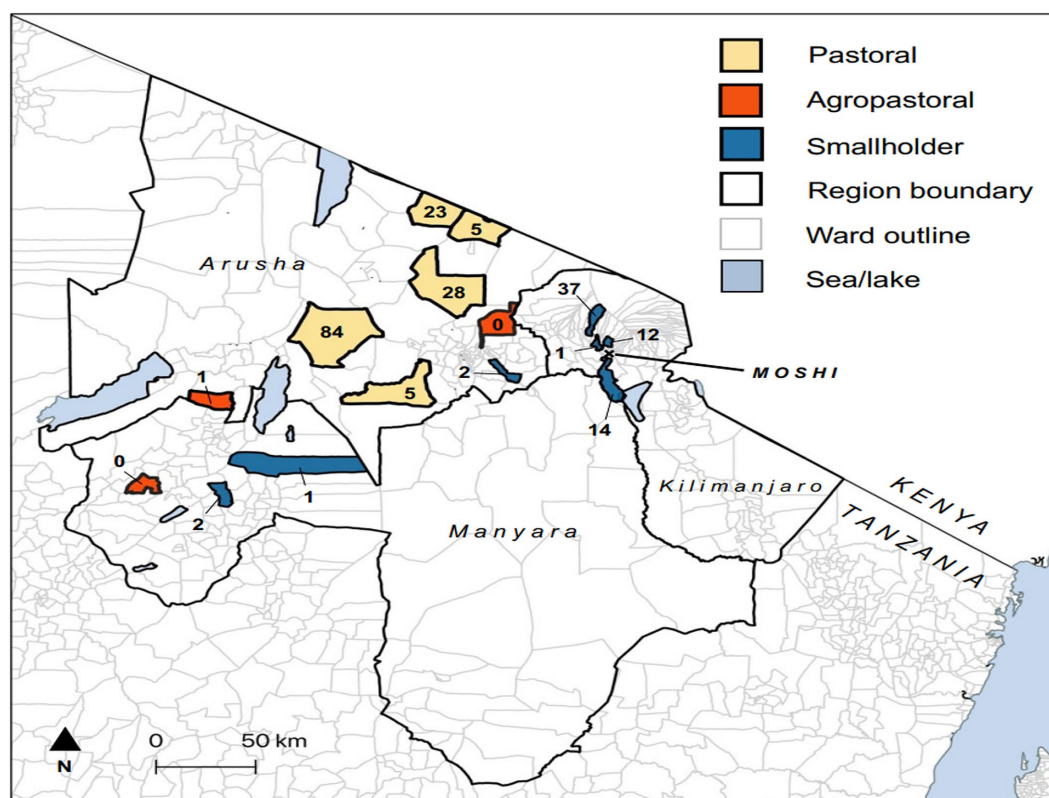 Pastoral
Agropastoral
Smallholder
Region boundary
Ward outline
Sea/lake
23
5
Arusha
28
37
84
0
12
1
2
MOSHI
1
5
14
0
1
2
Kilimanjaro
Manyara
KENYA
TANZANIA
0 50 km
N